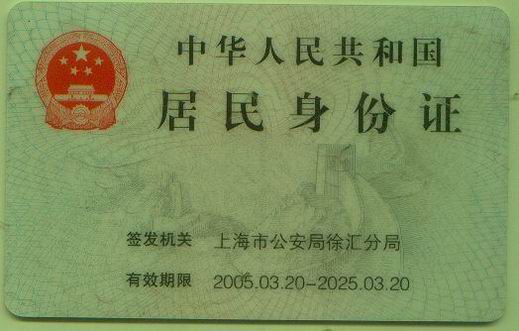 中华人民共和国
居民身份证
签发机关 上海市公安局徐汇分局
有效期限 2005.03.20-2025.03.20